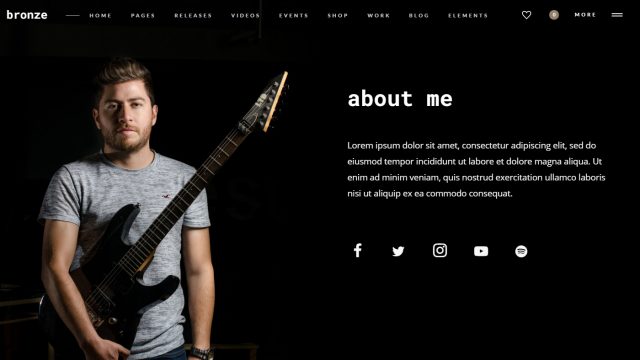 bronze HOME PAGES RELEASES VIDEOS EVENTS SHOP WORK BLOG ELEMENTS 0 MORE
about me
Lorem ipsum dolor sit amet, consectetur adipiscing elit, sed do
eiusmod tempor incididunt ut labore et dolore magna aliqua. Ut
enim ad minim veniam, quis nostrud exercitation ullamco laboris
nisi ut aliquip ex ea commodo consequat.